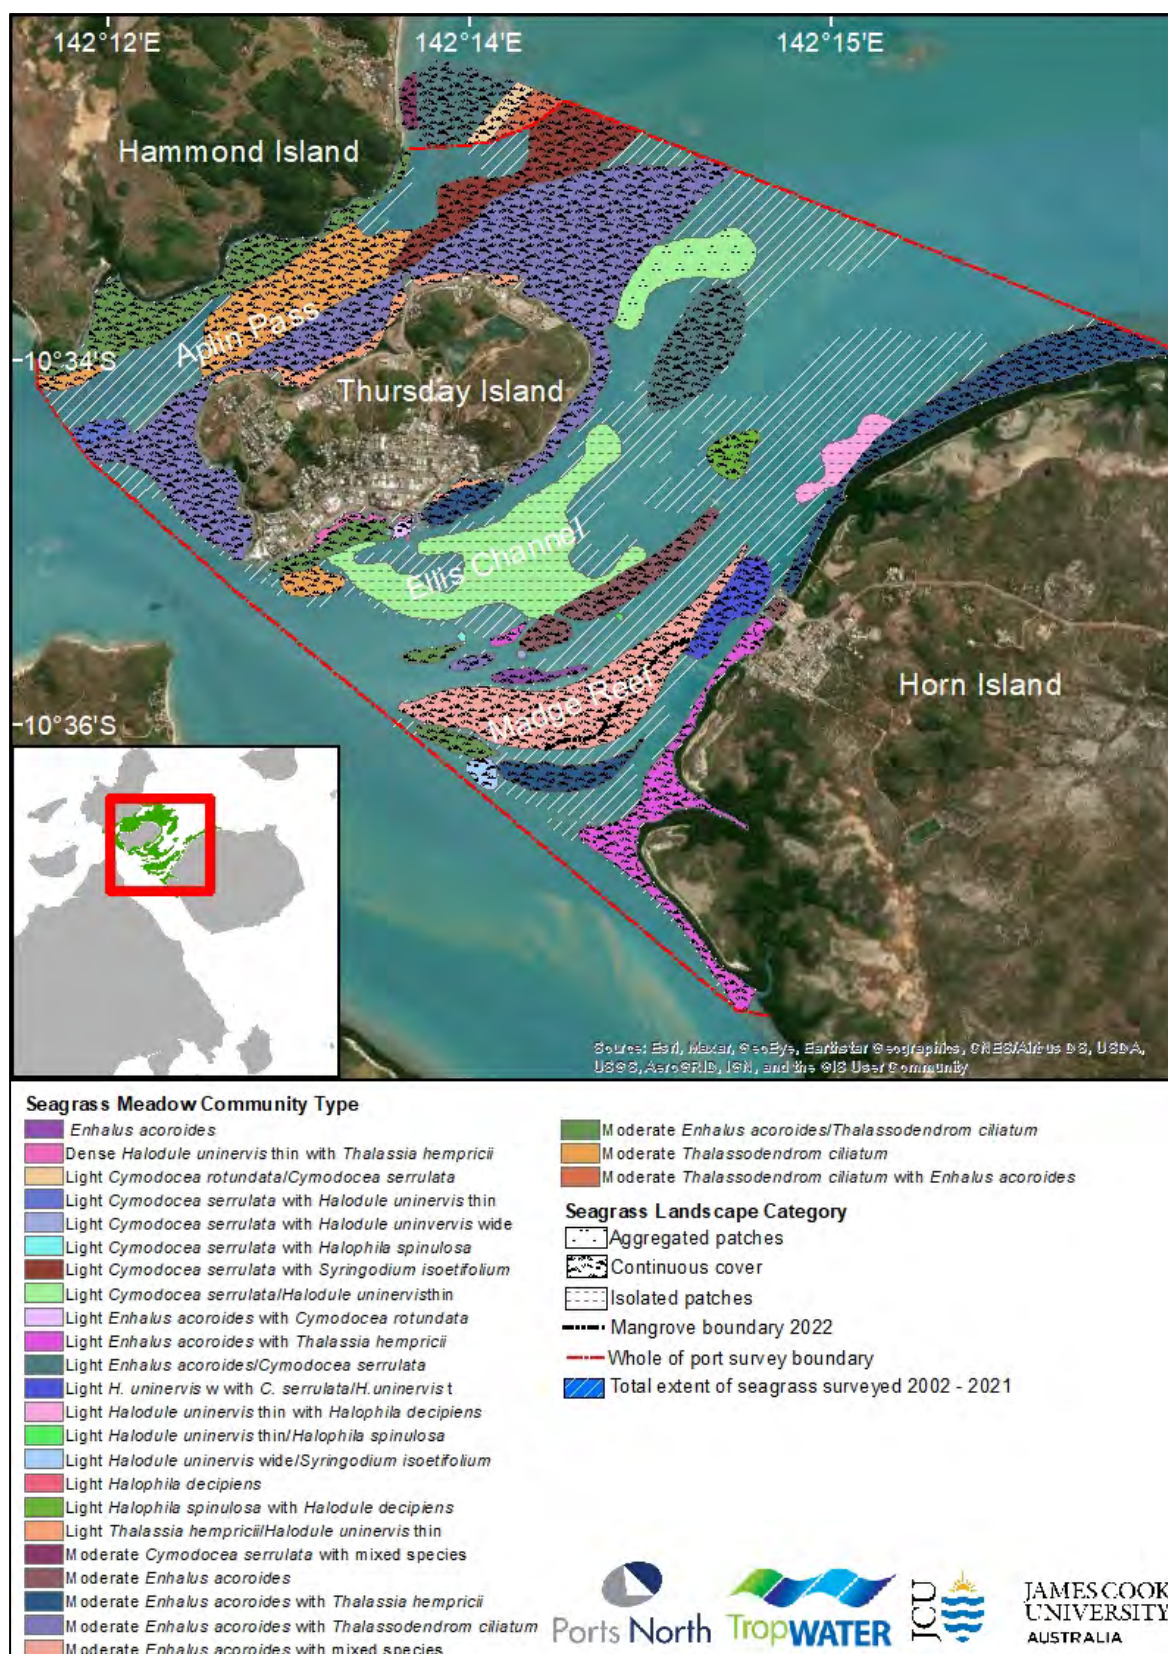 142°12'E
142°14'E
142°15'E
Hammond Island
Aplin Pass
10°34'S
Thursday Island
Ellis Channel
Madge Reef
Horn Island
10°36'S
Source: Esri, Maxar, GeoEye, Earthstar Geographics, CNES/Airbus DS, USDA,
USGS, AeroGRID, IGN, and the GIS User Community
Seagrass Meadow Community Type
Enhalus acoroides
Dense Halodule uninervis thin with Thalassia hempricii
Light Cymodocea rotundata/Cymodocea serrulata
Light Cymodocea serrulata with Halodule uninervis thin
Light Cymodocea serrulata with Halodule uninvervis wide
Light Cymodocea serrulata with Halophila spinulosa
Light Cymodocea serrulata with Syringodium isoetifolium
Light Cymodocea serrulata/Halodule uninervisthin
Light Enhalus acoroides with Cymodocea rotundata
Light Enhalus acoroides with Thalassia hempricii
Light Enhalus acoroides/Cymodocea serrulata
Light H. uninervis w with C. serrulata/H.uninervis t
Light Halodule uninervis thin with Halophila decipiens
Light Halodule uninervis thin/Halophila spinulosa
Light Halodule uninervis wide/Syringodium isoetifolium
Light Halophila decipiens
Light Halophila spinulosa with Halodule decipiens
Light Thalassia hempricii/Halodule uninervis thin
Moderate Cymodocea serrulata with mixed species
Moderate Enhalus acoroides
Moderate Enhalus acoroides with Thalassia hempricii
Moderate Enhalus acoroides with Thalassodendrom ciliatum
Moderate Enhalus acoroides with mixed species
Moderate Enhalus acoroides/Thalassodendrom ciliatum
Moderate Thalassodendrom ciliatum
Moderate Thalassodendrom ciliatum with Enhalus acoroides
Seagrass Landscape Category
Aggregated patches
Continuous cover
Isolated patches
Mangrove boundary 2022
Whole of port survey boundary
Total extent of seagrass surveyed 2002 - 2021
Ports North
TropWATER
JCU
JAMES COOK
UNIVERSITY
AUSTRALIA